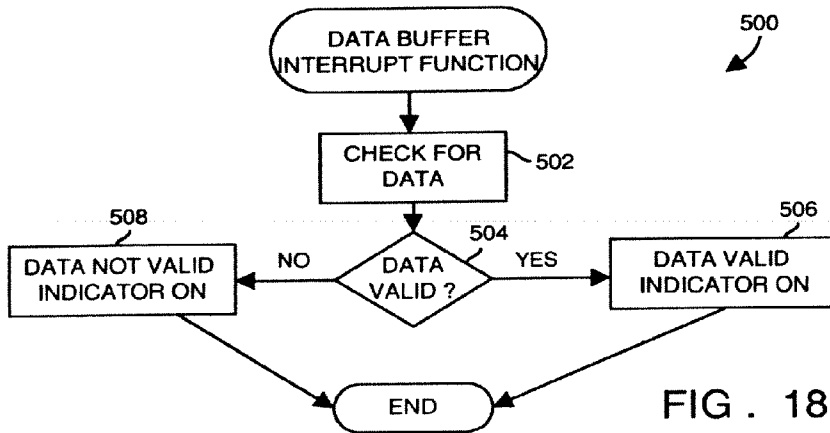 DATA BUFFER
INTERRUPT FUNCTION
500
CHECK FOR
DATA
502
508
504
506
DATA NOT VALID
INDICATOR ON
NO
DATA
VALID ?
YES
DATA VALID
INDICATOR ON
END
FIG . 18